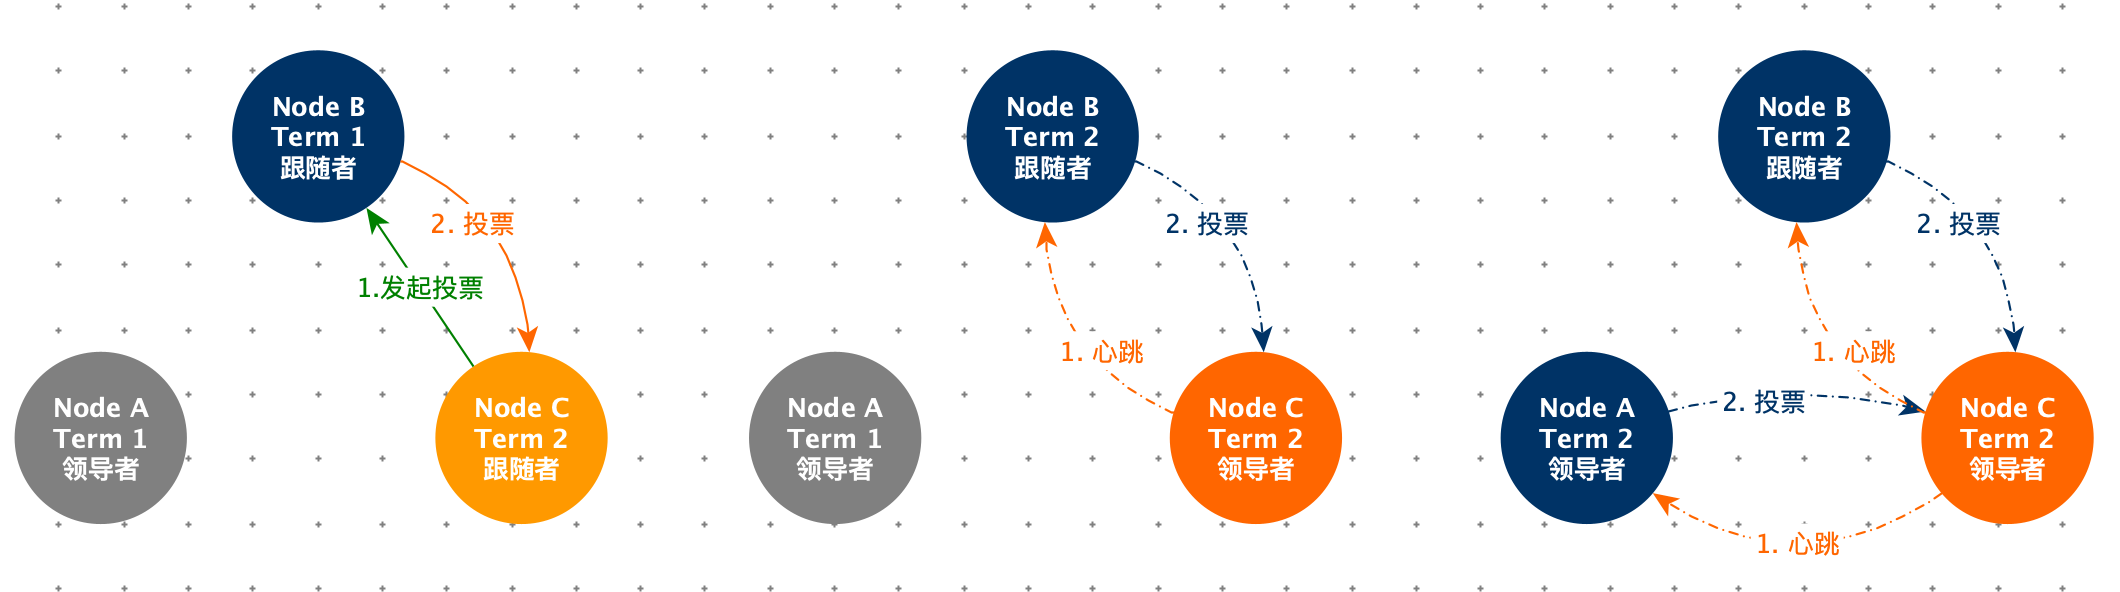 Node B
Term 1
跟随者
2. 投票
1.发起投票
Node A
Term 1
领导者
Node C
Term 2
跟随者
Node B
Term 2
跟随者
2. 投票
1. 心跳
Node A
Term 1
领导者
Node C
Term 2
领导者
Node B
Term 2
跟随者
2. 投票
1. 心跳
Node A
Term 2
领导者
2. 投票
Node C
Term 2
领导者
1. 心跳